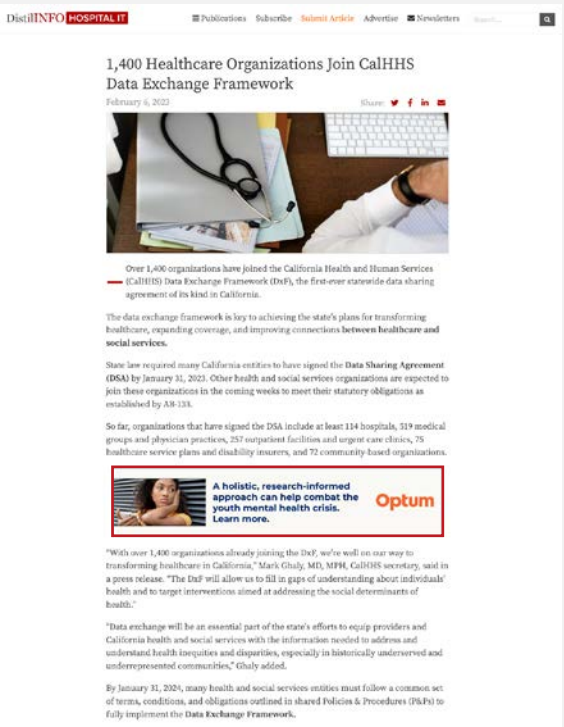 DistilINFO HOSPITAL IT
Publications Subscribe Submit Article Advertise Newsletters Search...
1,400 Healthcare Organizations Join CalHHS
Data Exchange Framework
February 6, 2023
Share:
Over 1,400 organizations have joined the California Health and Human Services
(CalHHS) Data Exchange Framework (DxF), the first-ever statewide data sharing
agreement of its kind in California.
The data exchange framework is key to achieving the state's plans for transforming
healthcare, expanding coverage, and improving connections between healthcare and
social services.
State law required many California entities to have signed the Data Sharing Agreement
(DSA) by January 31, 2023. Other health and social services organizations are expected to
join these organizations in the coming weeks to meet their statutory obligations as
established by AB-133.
So far, organizations that have signed the DSA include at least 114 hospitals, 519 medical
groups and physician practices, 257 outpatient facilities and urgent care clinics, 75
healthcare service plans and disability insurers, and 72 community-based organizations.
A holistic, research-informed
approach can help combat the
youth mental health crisis.
Learn more.
Optum
"With over 1,400 organizations already joining the DxF, we're well on our way to
transforming healthcare in California," Mark Ghaly, MD, MPH, CalHHS secretary, said in
a press release. "The DxF will allow us to fill in gaps of understanding about individuals'
health and to target interventions aimed at addressing the social determinants of
health."
"Data exchange will be an essential part of the state's efforts to equip providers and
California health and social services with the information needed to address and
understand health inequities and disparities, especially in historically underserved and
underrepresented communities," Ghaly added.
By January 31, 2024, many health and social services entities must follow a common set
of terms, conditions, and obligations outlined in shared Policies & Procedures (P&Ps) to
fully implement the Data Exchange Framework.